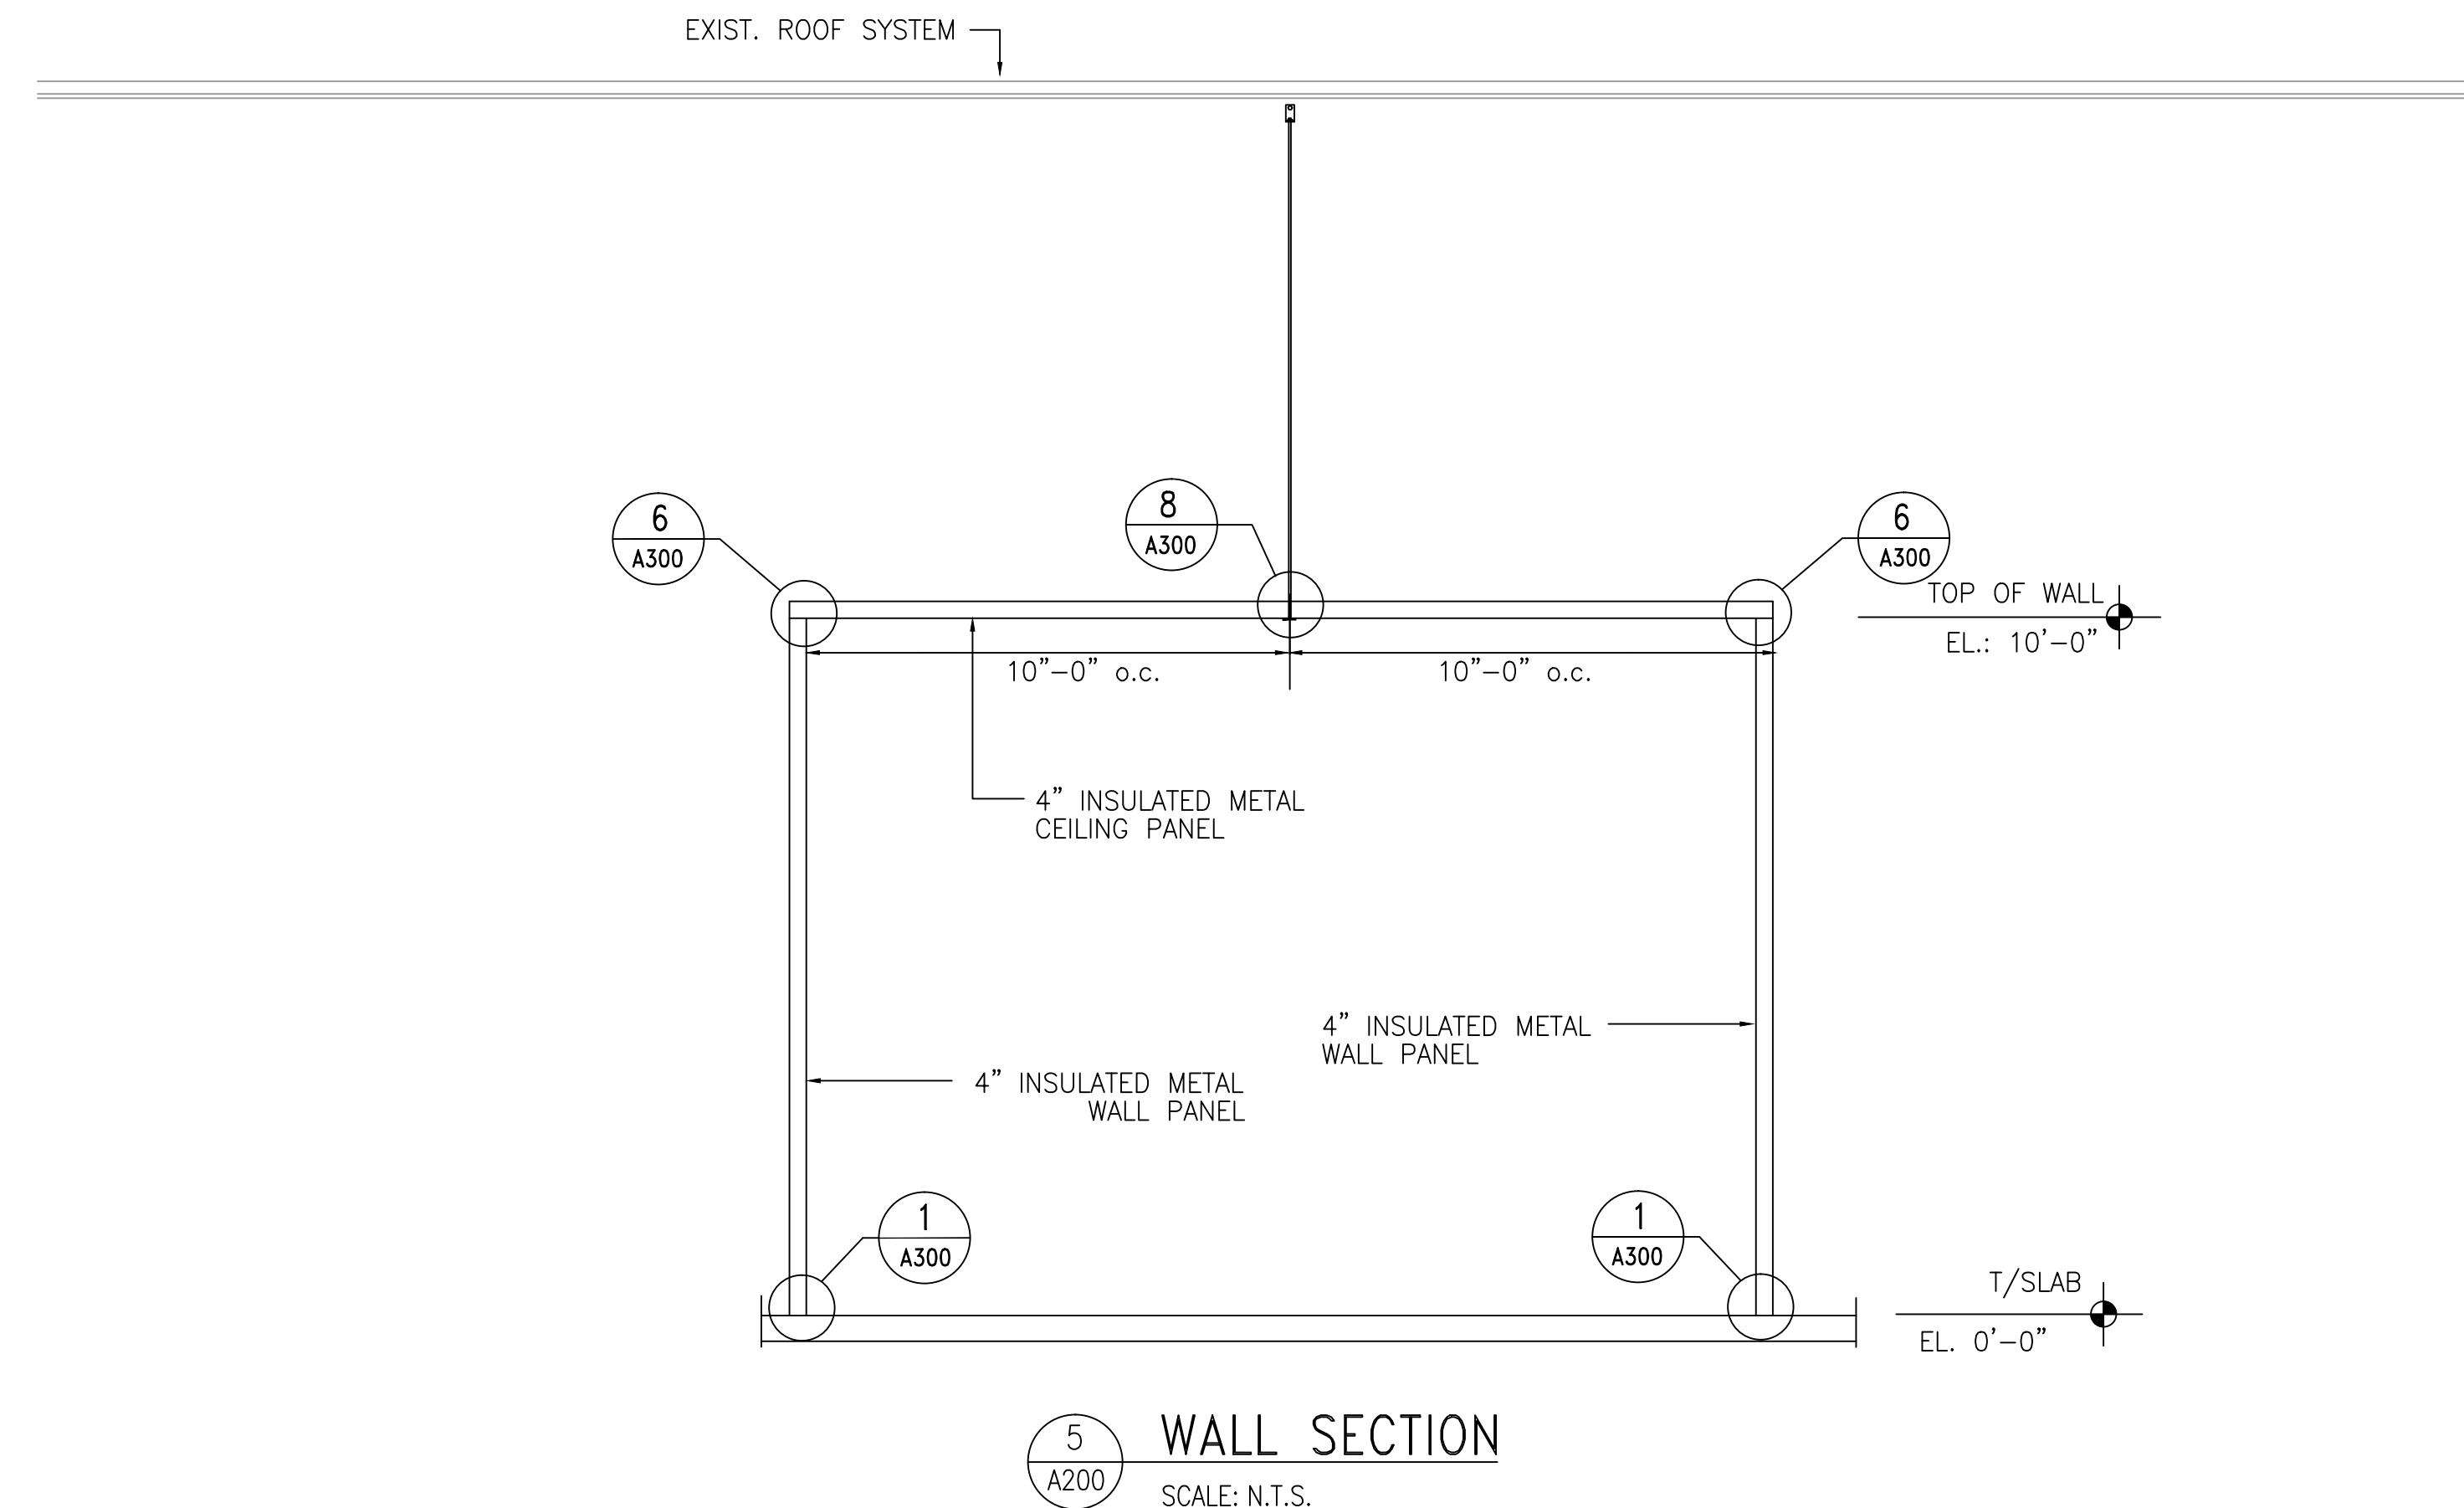 EXIST. ROOF SYSTEM
6
A300
8
A300
6
A300
TOP OF WALL
EL.: 10'-0"
10"-0" o.c.
10"-0" o.c.
4" INSULATED METAL
CEILING PANEL
4" INSULATED METAL
WALL PANEL
4" INSULATED METAL
WALL PANEL
1
A300
1
A300
T/SLAB
EL. 0'-0"
5
A200
WALL SECTION
SCALE: N.T.S.